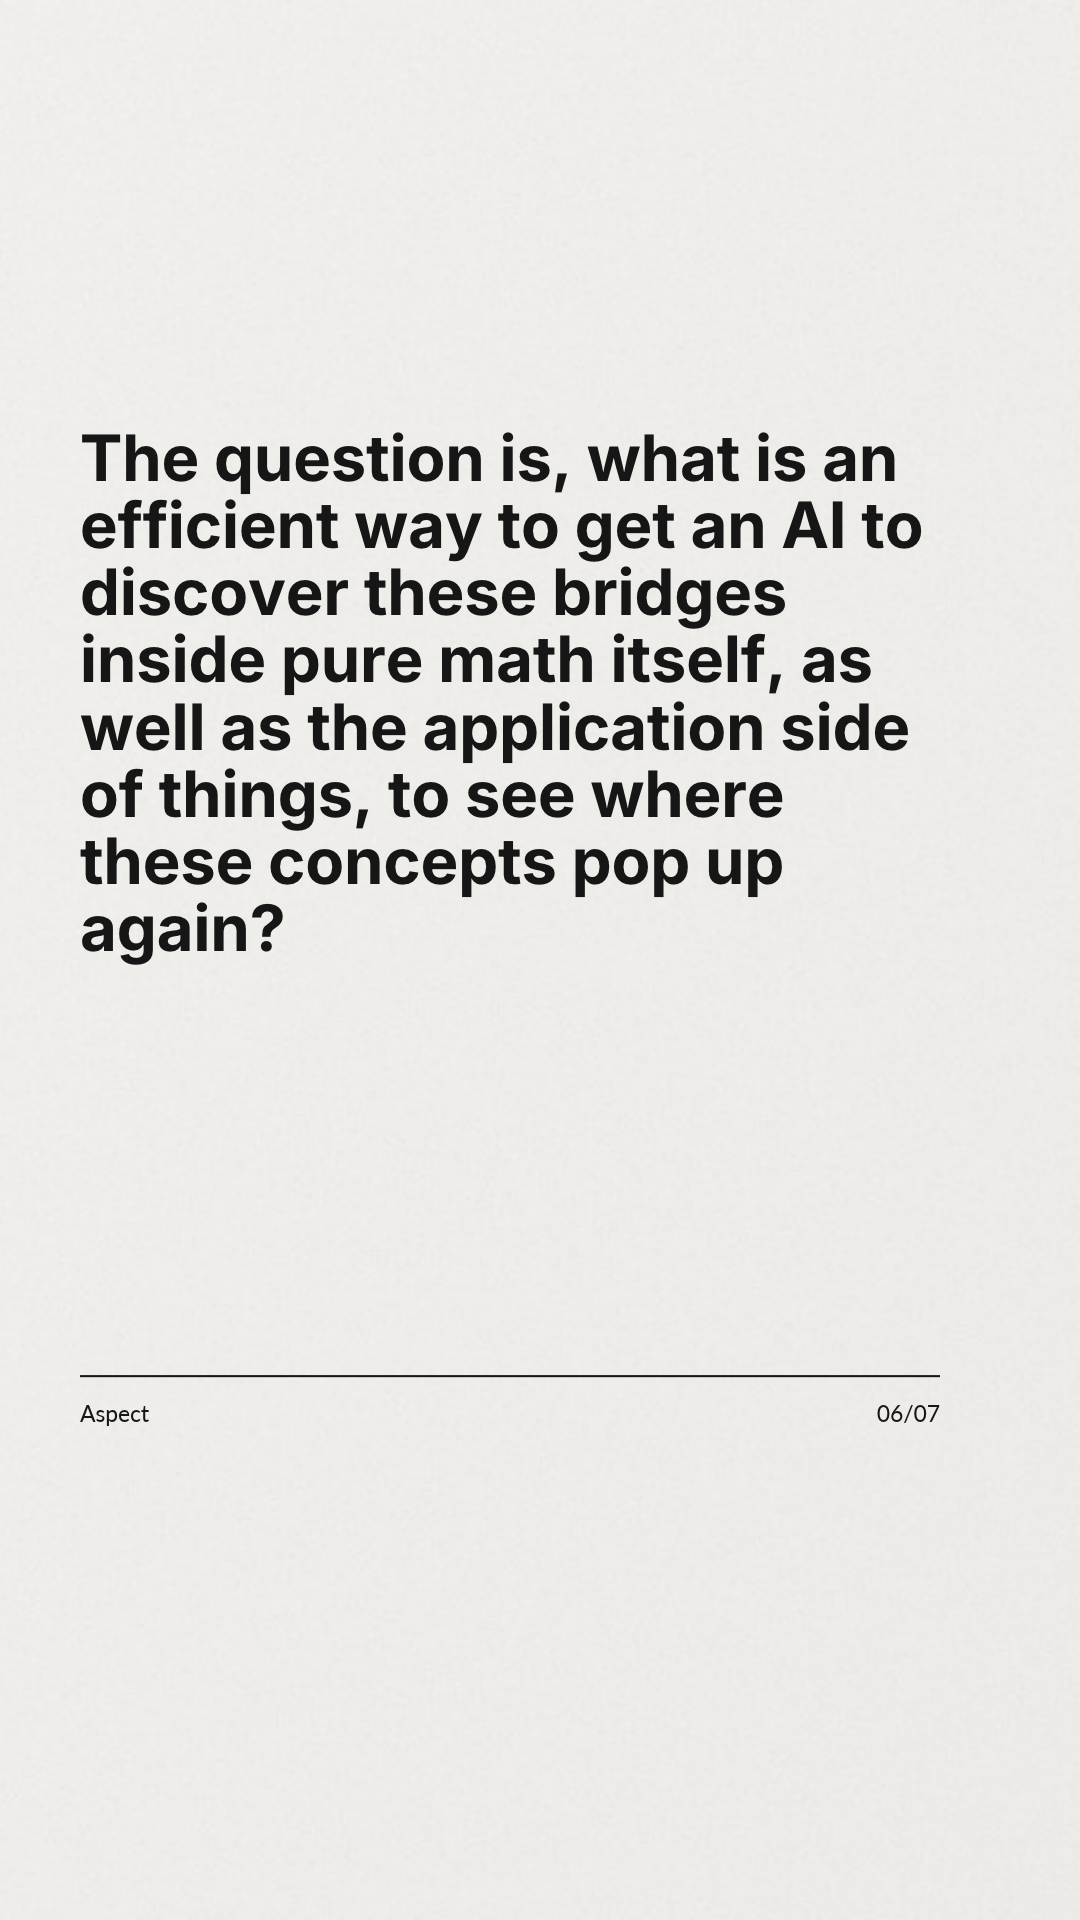 The question is, what is an
efficient way to get an AI to
discover these bridges
inside pure math itself, as
well as the application side
of things, to see where
these concepts pop up
again?
Aspect
06/07